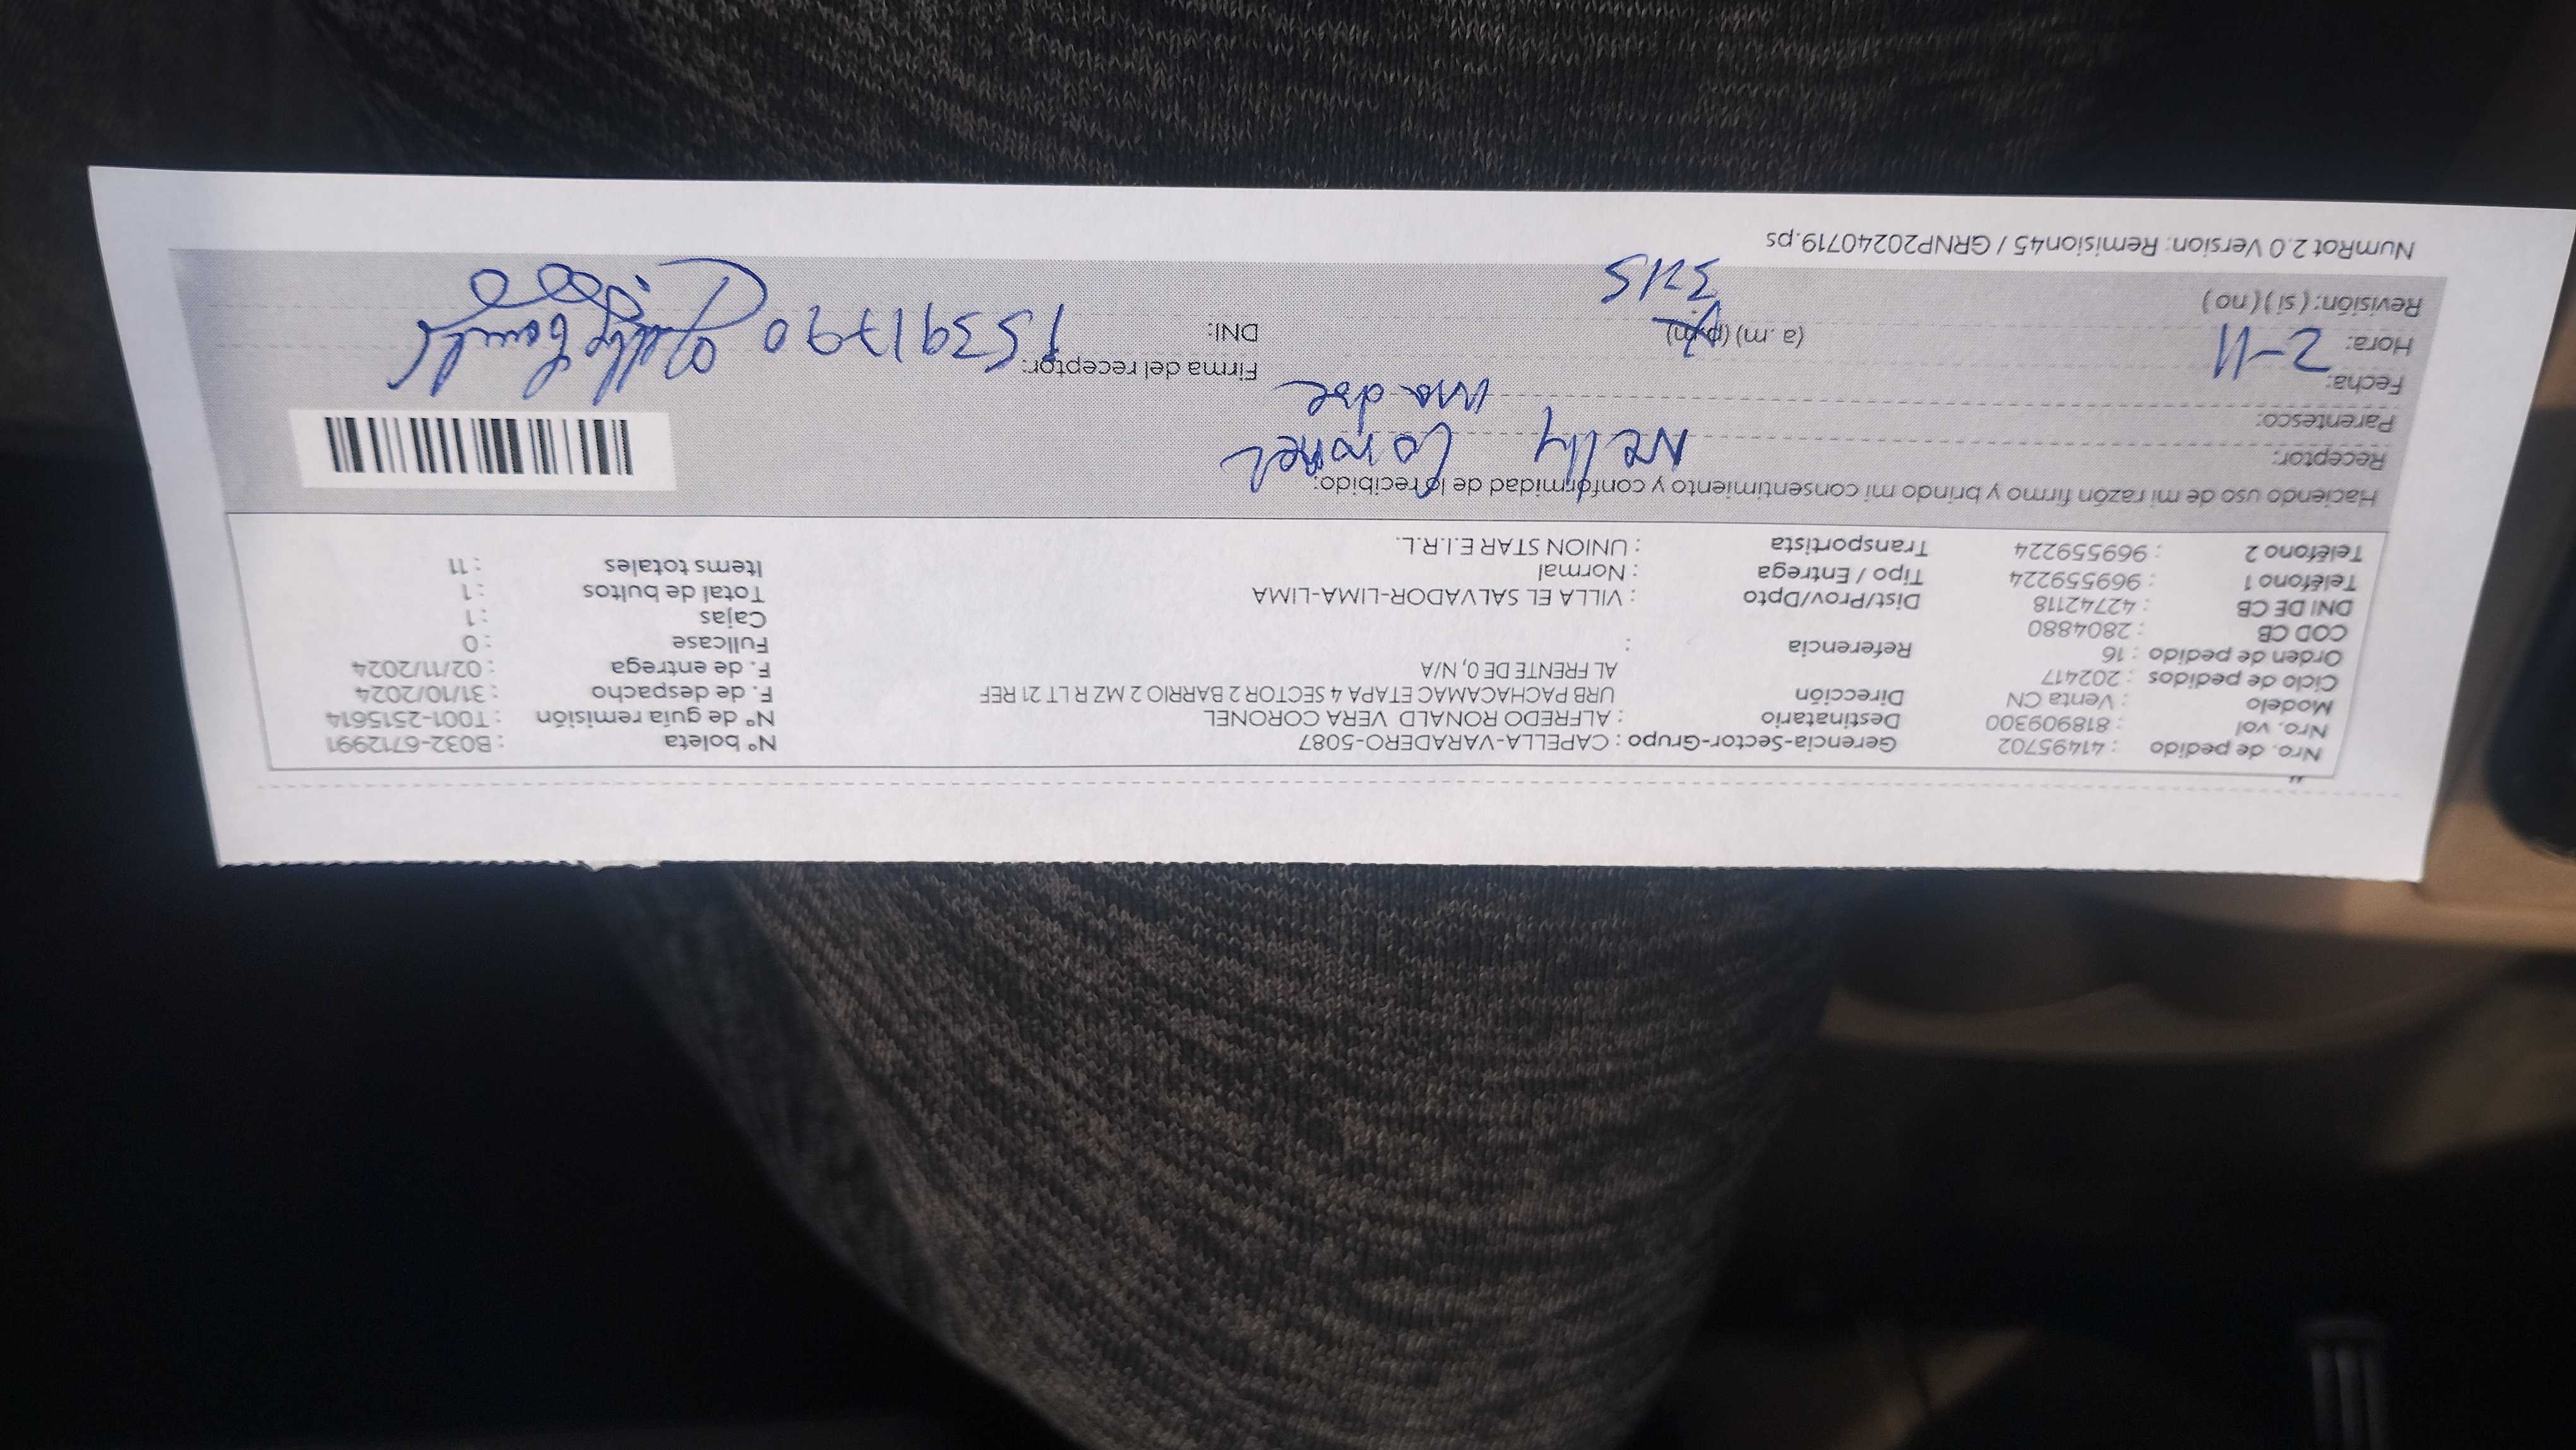 Nro. de pedido : 41495702 Gerencia-Sector-Grupo : CAPELLA-VARADERO-5087 N° boleta : B032-6712991
Nro. vol : 818909300 Destinatario : ALFREDO RONALD VERA CORONEL N° de guía remisión : T001-2515614
Modelo : Venta CN Dirección URB PACHACAMAC ETAPA 4 SECTOR 2 BARRIO 2 MZ R LT 21 REF F. de despacho : 31/10/2024
Ciclo de pedidos : 202417 AL FRENTE DE 0, N/A F. de entrega : 02/11/2024
Orden de pedido : 16 Referencia : Fullcase : 0
COD CB : 2804880 Cajas : 1
DNI DE CB : 42742118 Dist/Prov/Dpto : VILLA EL SALVADOR-LIMA-LIMA Total de bultos : 1
Teléfono 1 : 969559224 Tipo / Entrega : Normal Items totales : 11
Teléfono 2 : 969559224 Transportista : UNION STAR E.I.R.L.
Haciendo uso de mi razón firmo y brindo mi consentimiento y conformidad de lo recibido:
Receptor: Nelly Coronel
Parentesco: madre
Fecha: 2-11 Firma del receptor:
Hora: (a.m) (p.m) DNI:
Revisión: ( si ) ( no )
NumRot 2.0 Version: Remision45 / GRNP20240719.ps